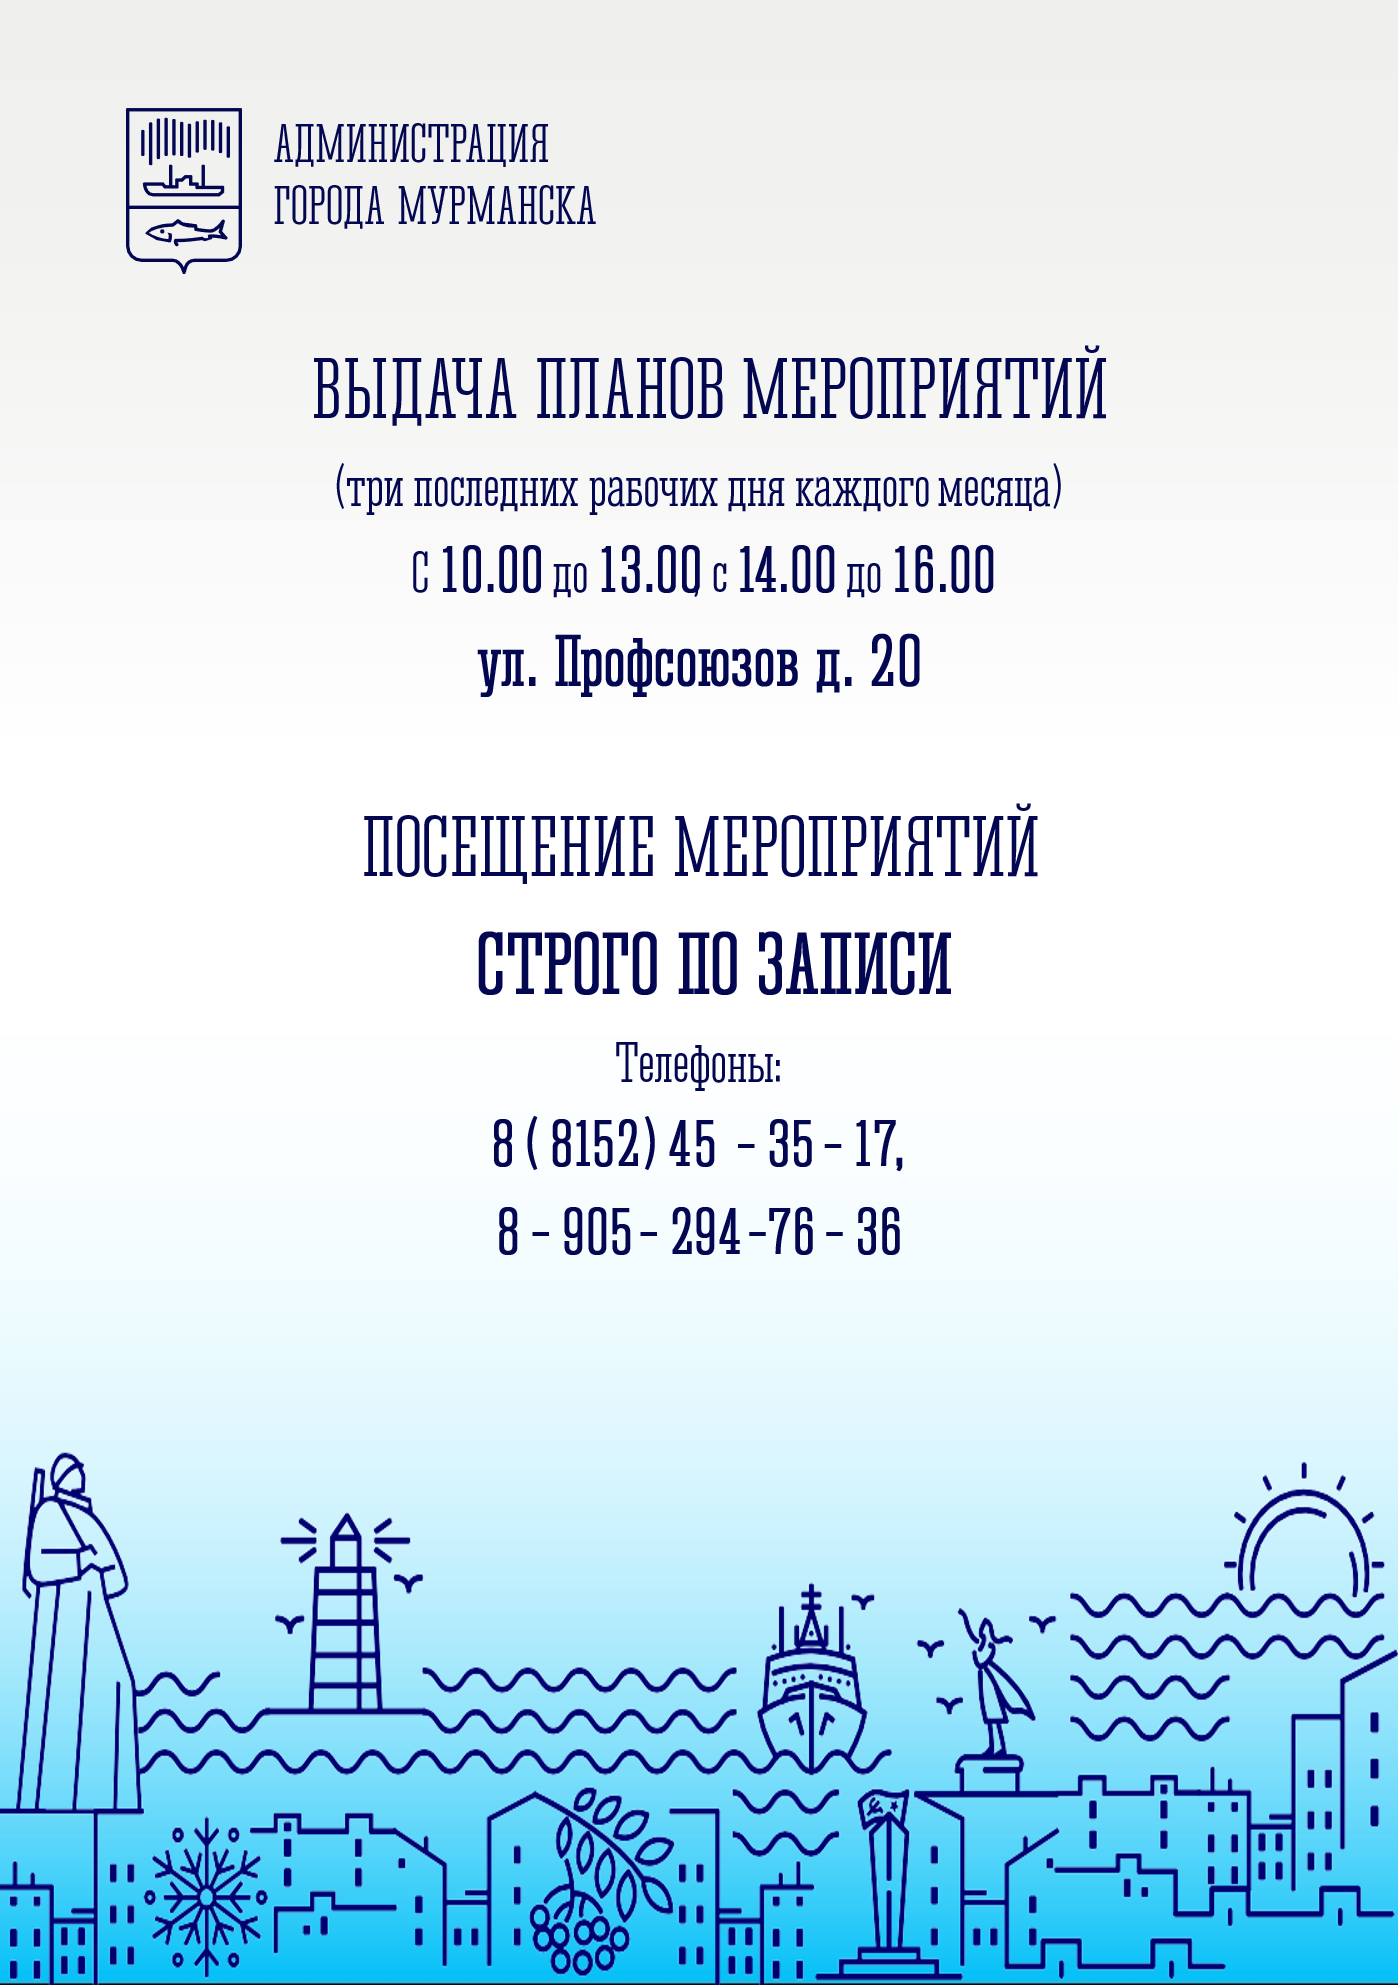 АДМИНИСТРАЦИЯ
ГОРОДА МУРМАНСКА
ВЫДАЧА ПЛАНОВ МЕРОПРИЯТИЙ
(три последних рабочих дня каждого месяца)
С 10.00 до 13.00, с 14.00 до 16.00
ул. Профсоюзов д. 20
ПОСЕЩЕНИЕ МЕРОПРИЯТИЙ
СТРОГО ПО ЗАПИСИ
Телефоны:
8 ( 8152) 45 – 35 – 17,
8 – 905 – 294 –76 – 36